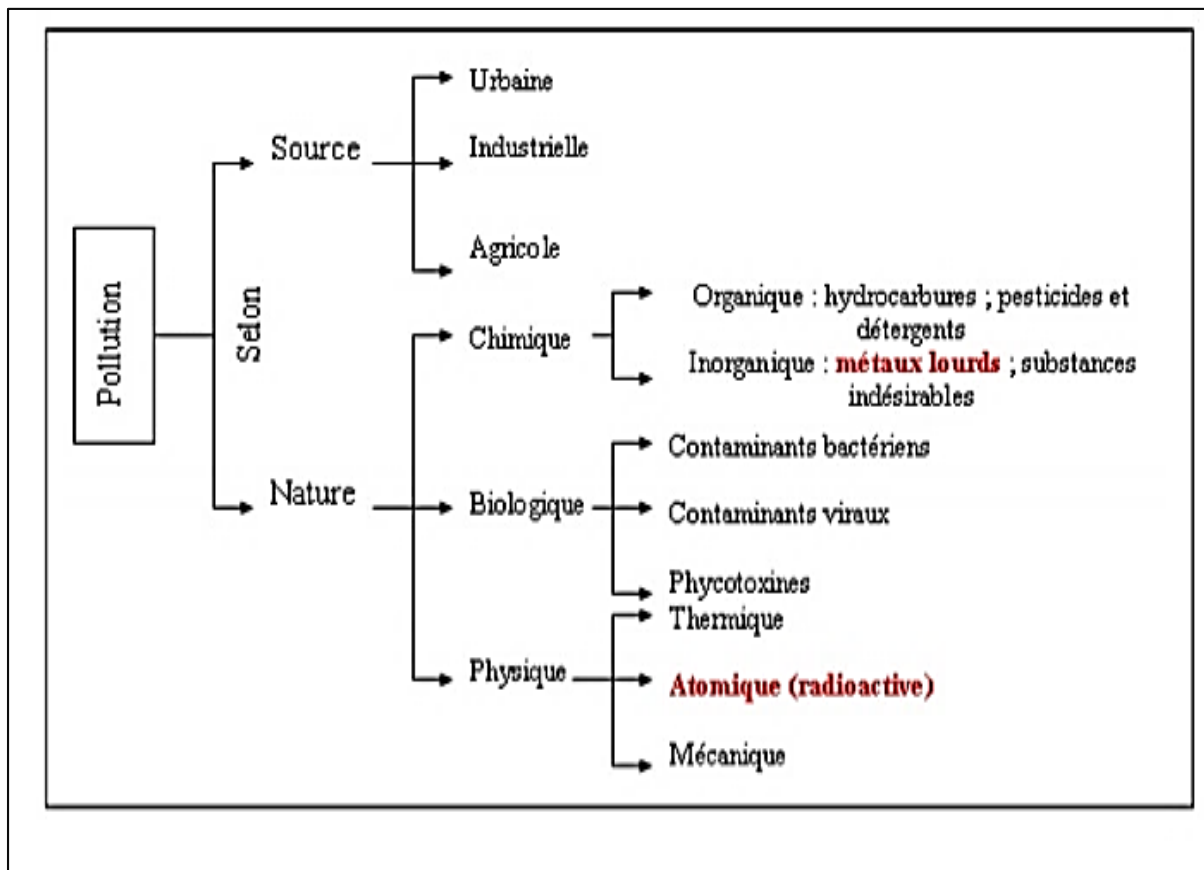 Pollution
Selon
Source
Urbaine
Industrielle
Agricole
Nature
Chimique
Organique : hydrocarbures ; pesticides et
détergents
Inorganique : métaux lourds ; substances
indésirables
Biologique
Contaminants bactériens
Contaminants viraux
Phycotoxines
Physique
Thermique
Atomique (radioactive)
Mécanique